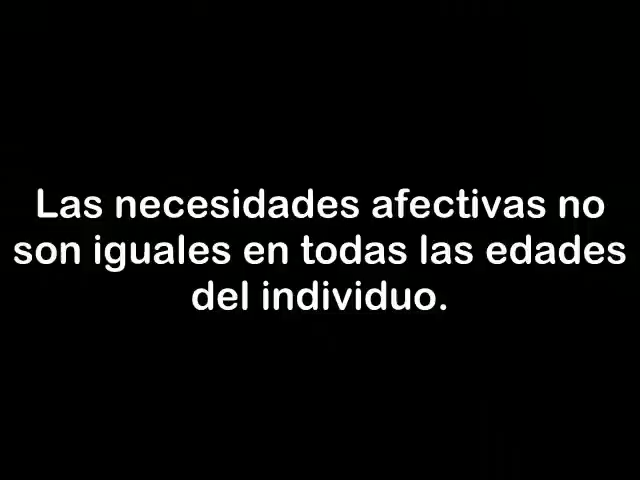 Las necesidades afectivas no
son iguales en todas las edades
del individuo.